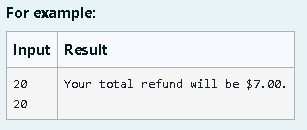 For example:
Input Result
20 Your total refund will be $7.00.
20